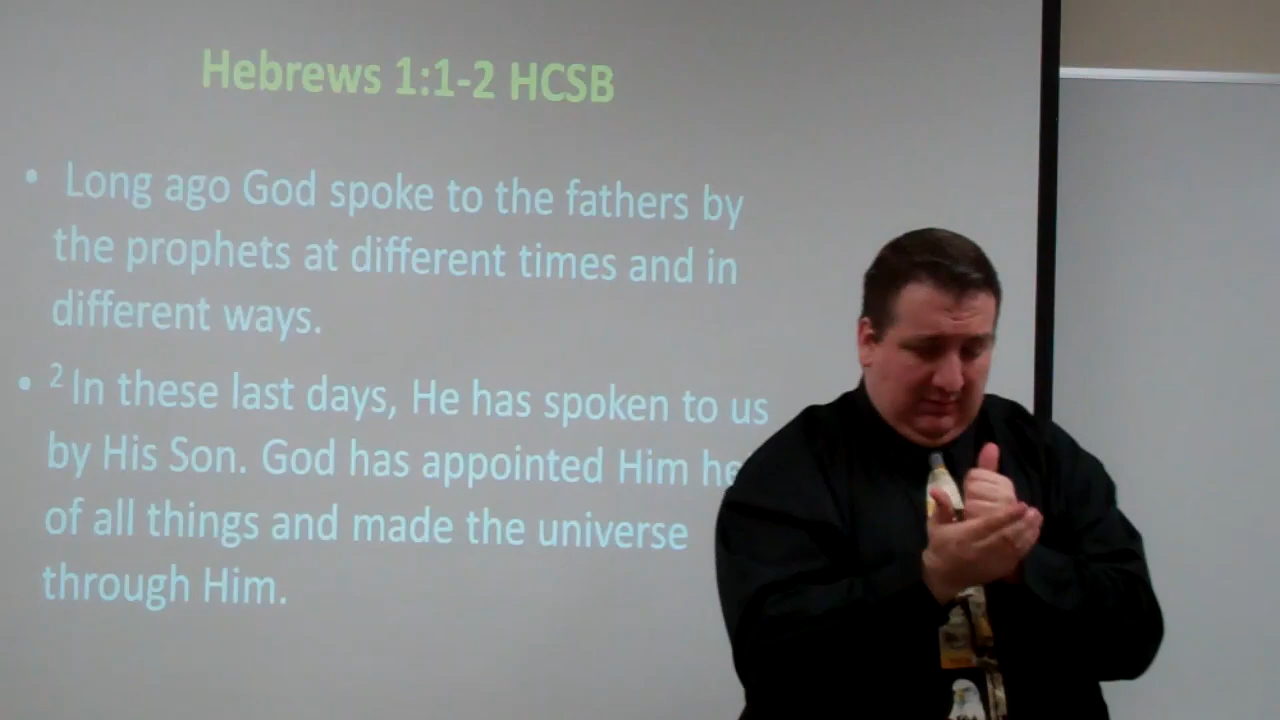 Hebrews 1:1-2 HCSB
• Long ago God spoke to the fathers by
the prophets at different times and in
different ways.
• 2 In these last days, He has spoken to us
by His Son. God has appointed Him
of all things and made the universe
through Him.